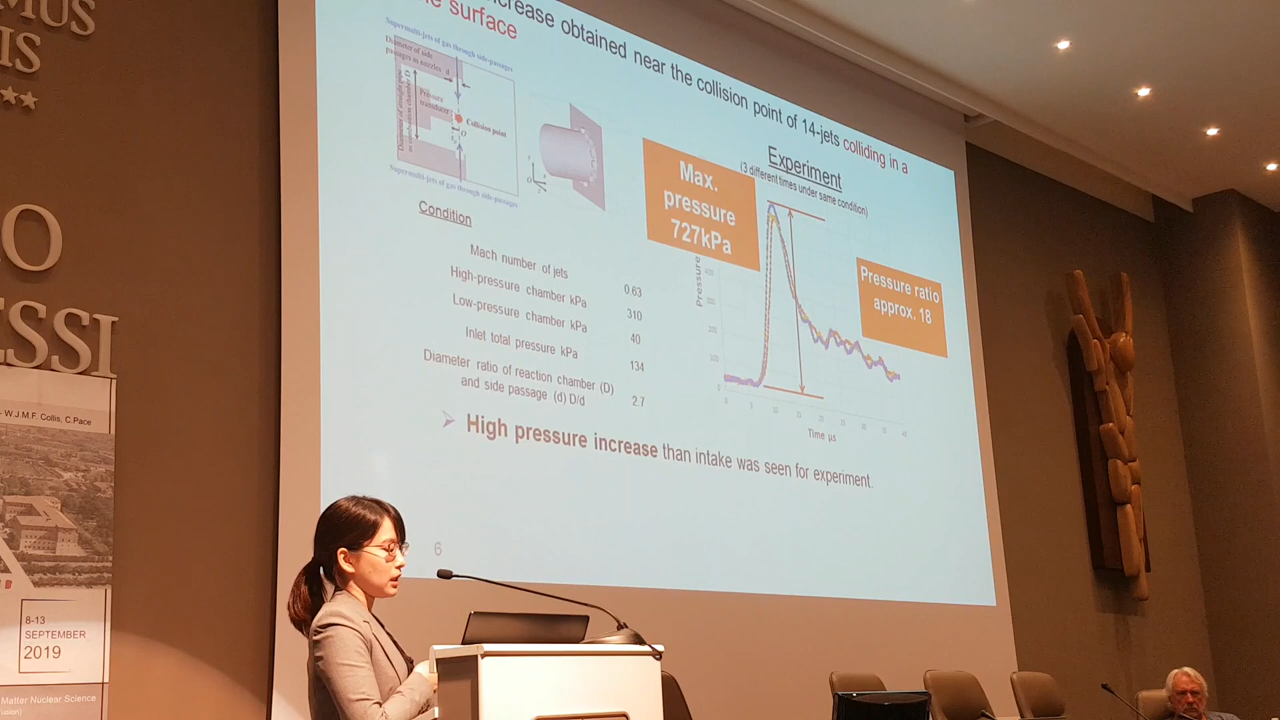 MUS
IS
O
ESSI
- W.J.M.F. Collis, C.Pace
8-13
SEPTEMBER
2019
Matter Nuclear Science
crease obtained near the collision point of 14-jets colliding in a
e surface
Supermulti-jets of gas through side-passages
Diameter of side
passages as nozzles d
Pressure
transducer
Collision point
O
Supermulti-jets of gas through side-passages
Condition
Mach number of jets 0.63
High-pressure chamber kPa 310
Low-pressure chamber kPa 40
Inlet total pressure kPa 134
Diameter ratio of reaction chamber (D)
and side passage (d) D/d 2.7
Experiment
(3 different times under same condition)
Max.
pressure
727kPa
Pressure ratio
approx. 18
Pressure
Time μs
High pressure increase than intake was seen for experiment.
6